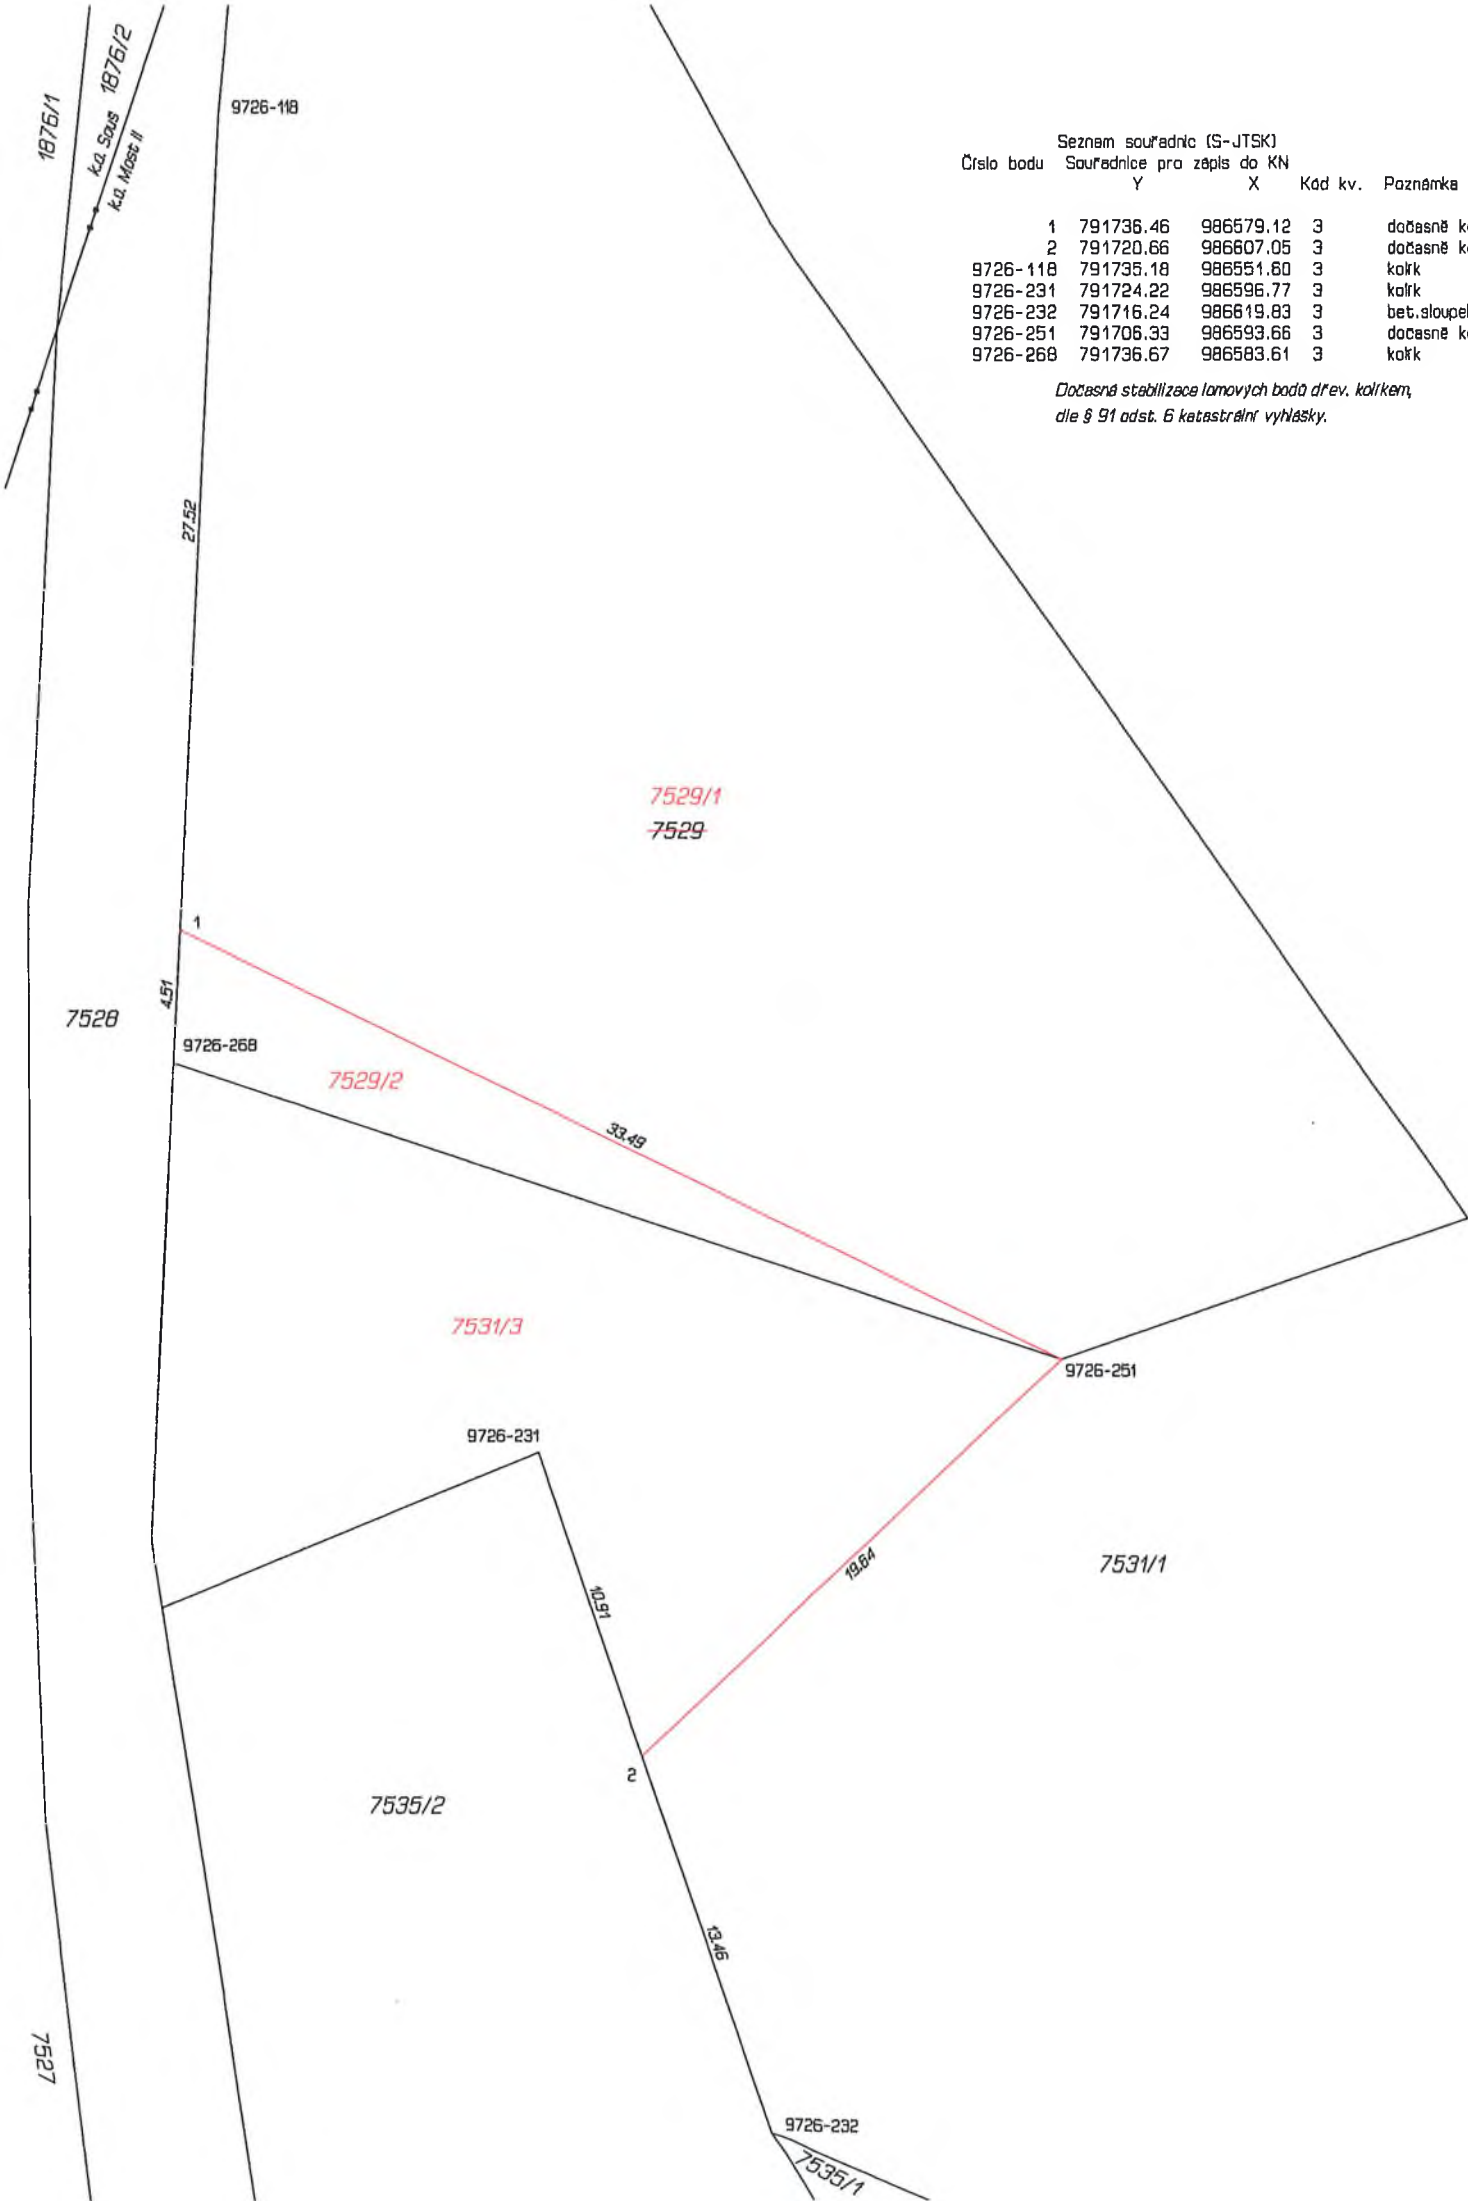 1876/1
k.ú. Souš 1876/2
k.ú. Most II
9726-118
Seznam souřadnic (S-JTSK)
Číslo bodu Souřadnice pro zápis do KN
Y X Kód kv. Poznámka
1 791736.46 986579.12 3 dočasně
2 791720.66 986607.05 3 dočasně
9726-118 791735.18 986551.60 3 kolík
9726-231 791724.22 986596.77 3 kolík
9726-232 791716.24 986619.83 3
9726-251 791706.33 986593.66 3 dočasně
9726-268 791736.67 986583.61 3 kolík
Dočasná stabilizace lomových bodů dřev. kolíkem,
dle § 91 odst. 6 katastrální vyhlášky.
27.52
7529/1
7529
1
4.51
7528
9726-268
7529/2
33.49
7531/3
9726-251
9726-231
19.64
7531/1
10.91
2
7535/2
13.46
7527
9726-232
7535/1